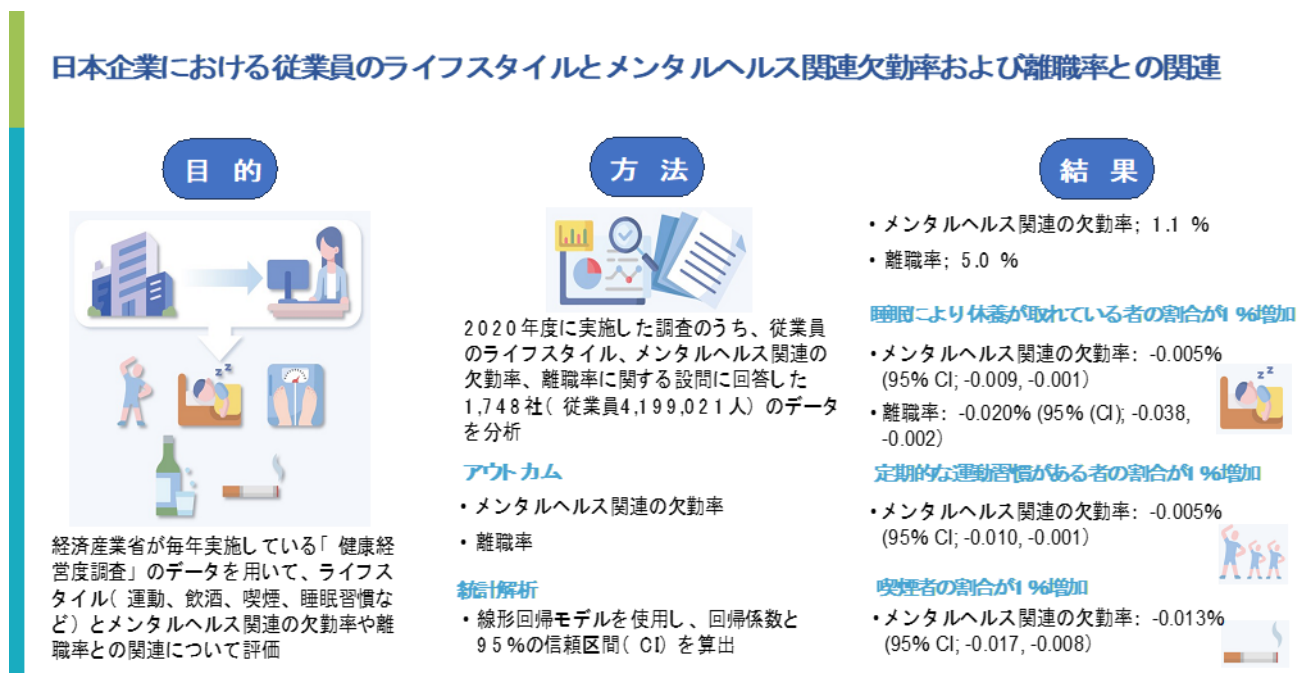 日本企業における従業員のライフスタイルとメンタルヘルス関連欠勤率および離職率との関連
目 的
経済産業省が毎年実施している「 健康経
営度調査」のデータを用いて、ライフス
タイル( 運動、飲酒、喫煙、睡眠習慣な
ど) とメンタルヘルス関連の欠勤率や離
職率との関連について評価
方 法
2020年度に実施した調査のうち、従業員
のライフスタイル、メンタルヘルス関連の
欠勤率、離職率に関する設問に回答した
1,748社( 従業員4,199,021人) のデータ
を分析
アウトカム
・メンタルヘルス関連の欠勤率
・離職率
統計解析
・線形回帰モデルを使用し、回帰係数と
95%の信頼区間( CI) を算出
結 果
・メンタルヘルス関連の欠勤率; 1.1 %
・離職率; 5.0 %
睡眠により休養が取れている者の割合が1 %増加
・メンタルヘルス関連の欠勤率: -0.005%
(95% CI; -0.009, -0.001)
・離職率: -0.020% (95% (CI); -0.038,
-0.002)
定期的な運動習慣がある者の割合が1 %増加
・メンタルヘルス関連の欠勤率: -0.005%
(95% CI; -0.010, -0.001)
喫煙者の割合が1 %増加
・メンタルヘルス関連の欠勤率: -0.013%
(95% CI; -0.017, -0.008)